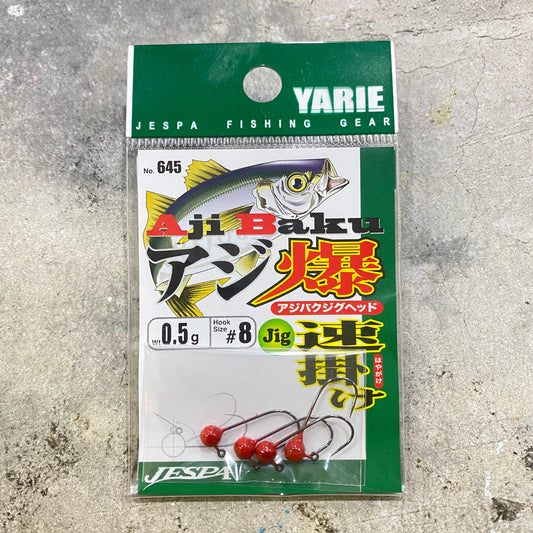 YARIE
JESPA FISHING GEAR
No. 645
Aji Baku
アジ爆
アジバクジグヘッド
Wt 0.5g
Hook Size #8
Jig
速掛け
はやがけ
JESPA